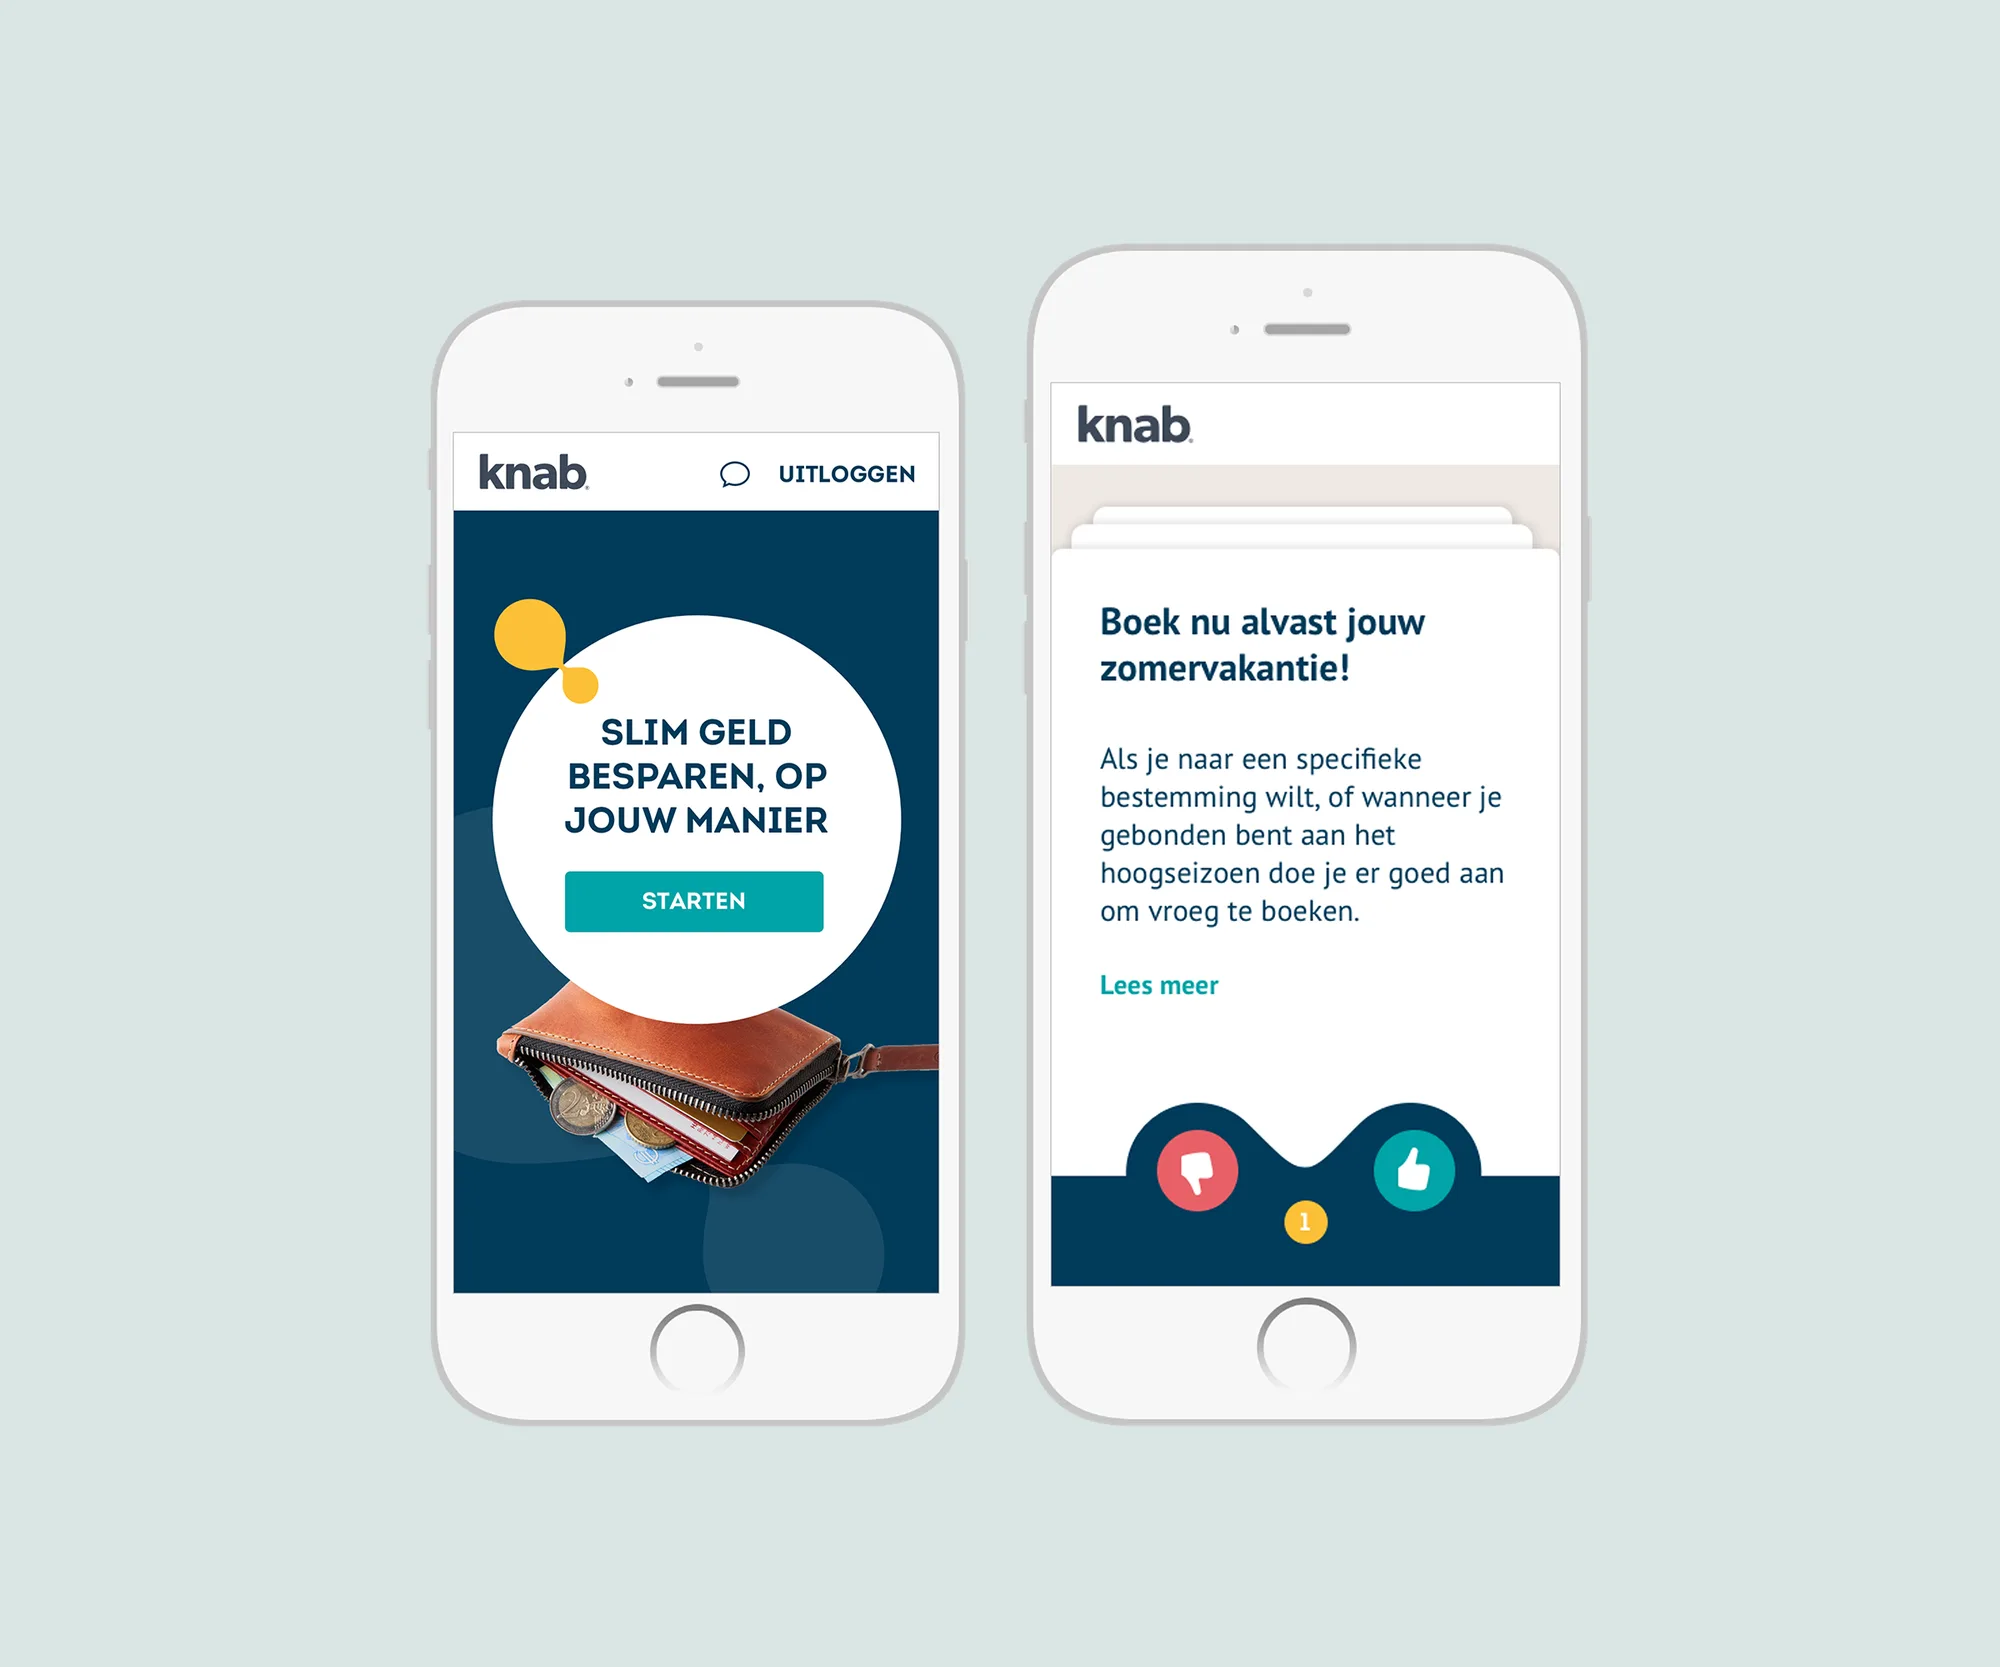 knab
UITLOGGEN
SLIM GELD
BESPAREN, OP
JOUW MANIER
STARTEN
2
knab
Boek nu alvast jouw
zomervakantie!
Als je naar een specifieke
bestemming wilt, of wanneer je
gebonden bent aan het
hoogseizoen doe je er goed aan
om vroeg te boeken.
Lees meer
1